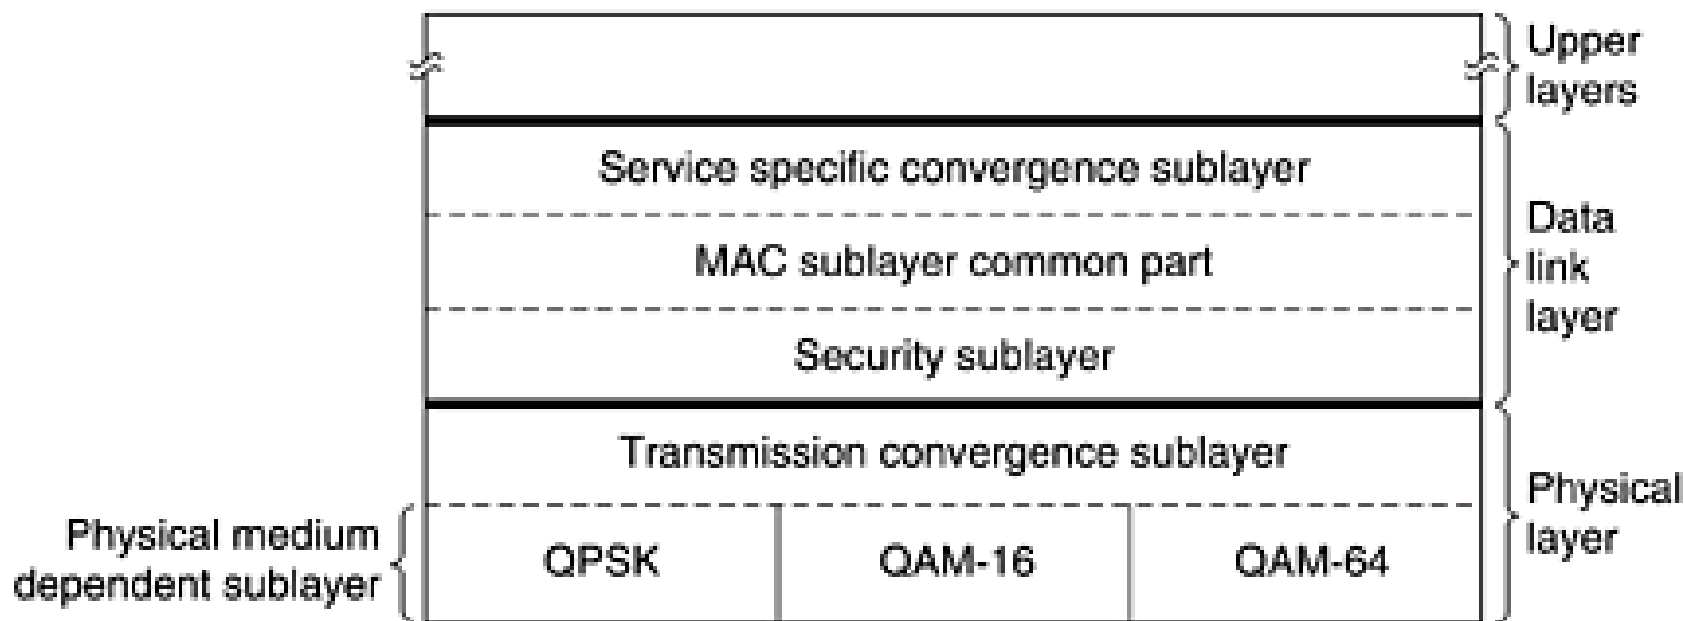 Upper
layers
Service specific convergence sublayer
MAC sublayer common part
Security sublayer
Data
link
layer
Transmission convergence sublayer
Physical
layer
Physical medium
dependent sublayer
QPSK
QAM-16
QAM-64